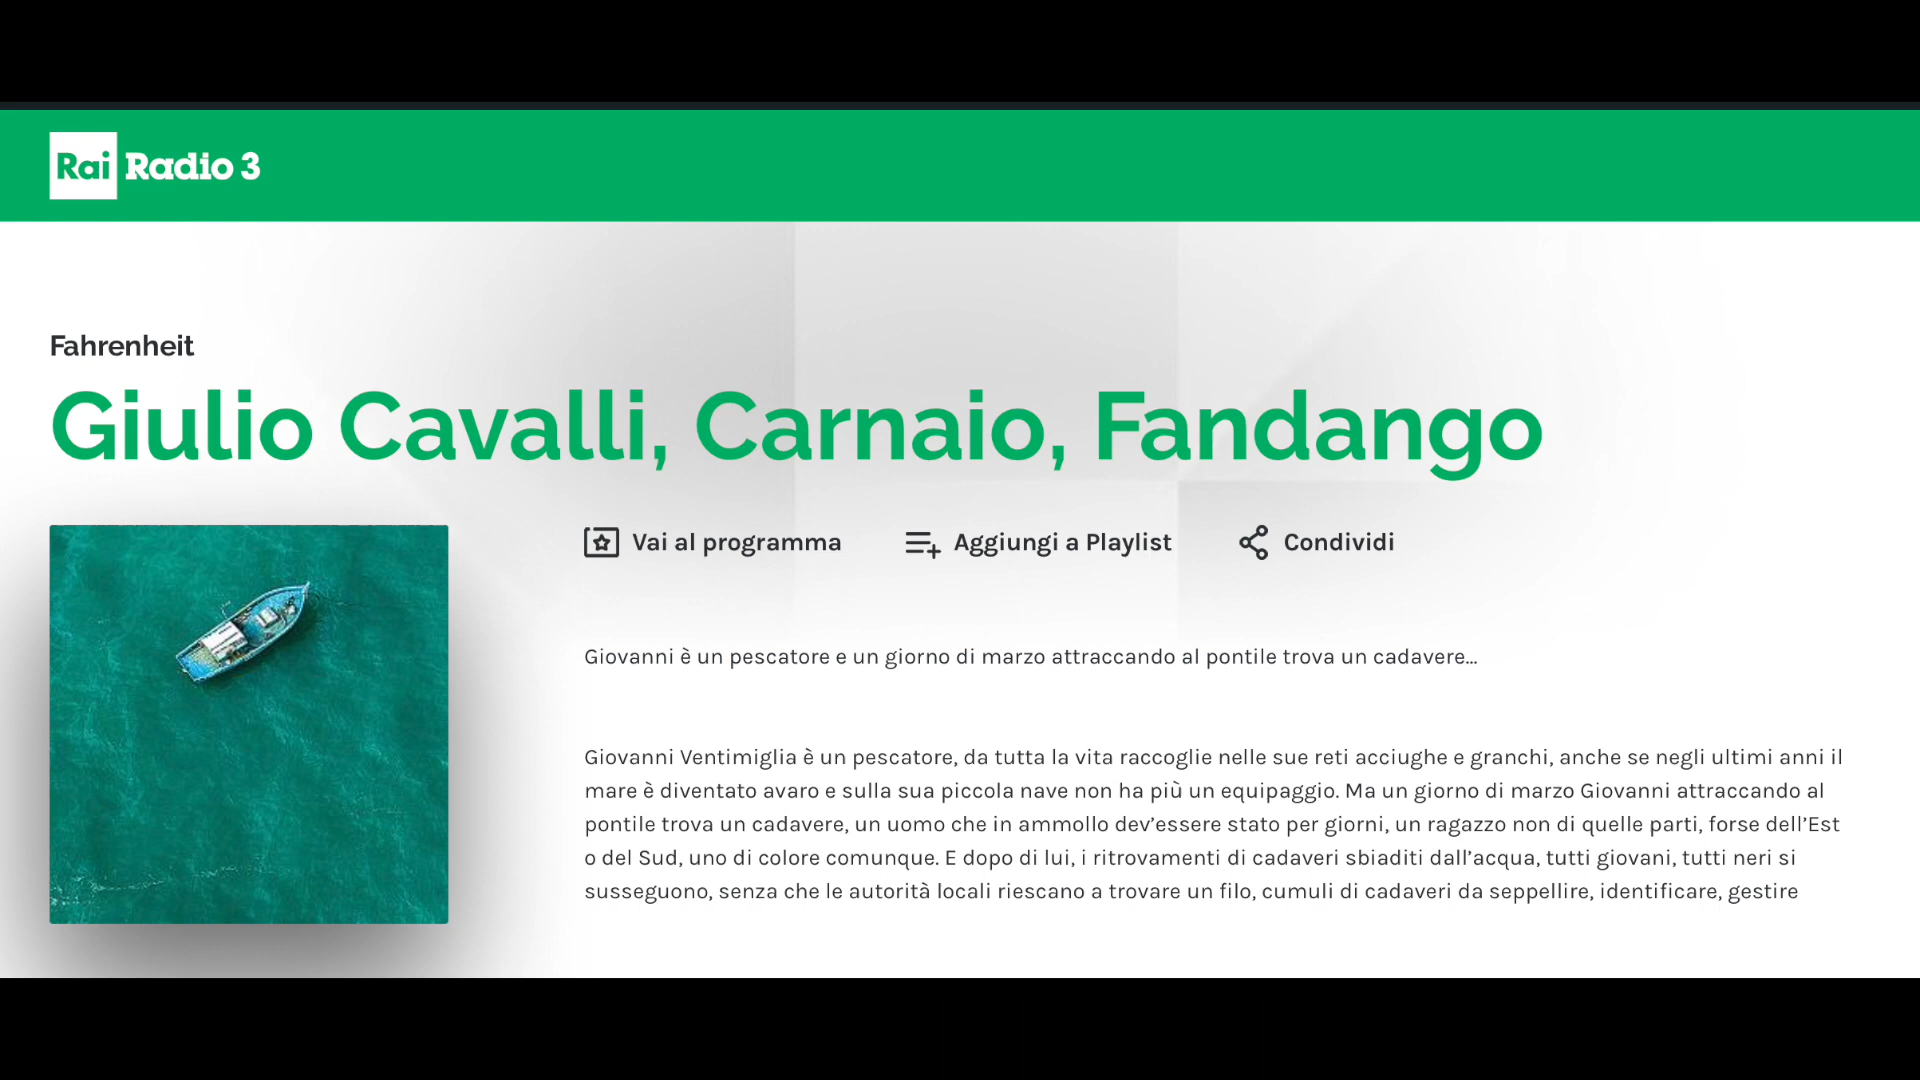 Rai Radio 3
Fahrenheit
Giulio Cavalli, Carnaio, Fandango
Vai al programma
Aggiungi a Playlist
Condividi
Giovanni è un pescatore e un giorno di marzo attraccando al pontile trova un cadavere...
Giovanni Ventimiglia è un pescatore, da tutta la vita raccoglie nelle sue reti acciughe e granchi, anche se negli ultimi anni il
mare è diventato avaro e sulla sua piccola nave non ha più un equipaggio. Ma un giorno di marzo Giovanni attraccando al
pontile trova un cadavere, un uomo che in ammollo dev’essere stato per giorni, un ragazzo non di quelle parti, forse dell’Est
o del Sud, uno di colore comunque. E dopo di lui, i ritrovamenti di cadaveri sbiaditi dall’acqua, tutti giovani, tutti neri si
susseguono, senza che le autorità locali riescano a trovare un filo, cumuli di cadaveri da seppellire, identificare, gestire